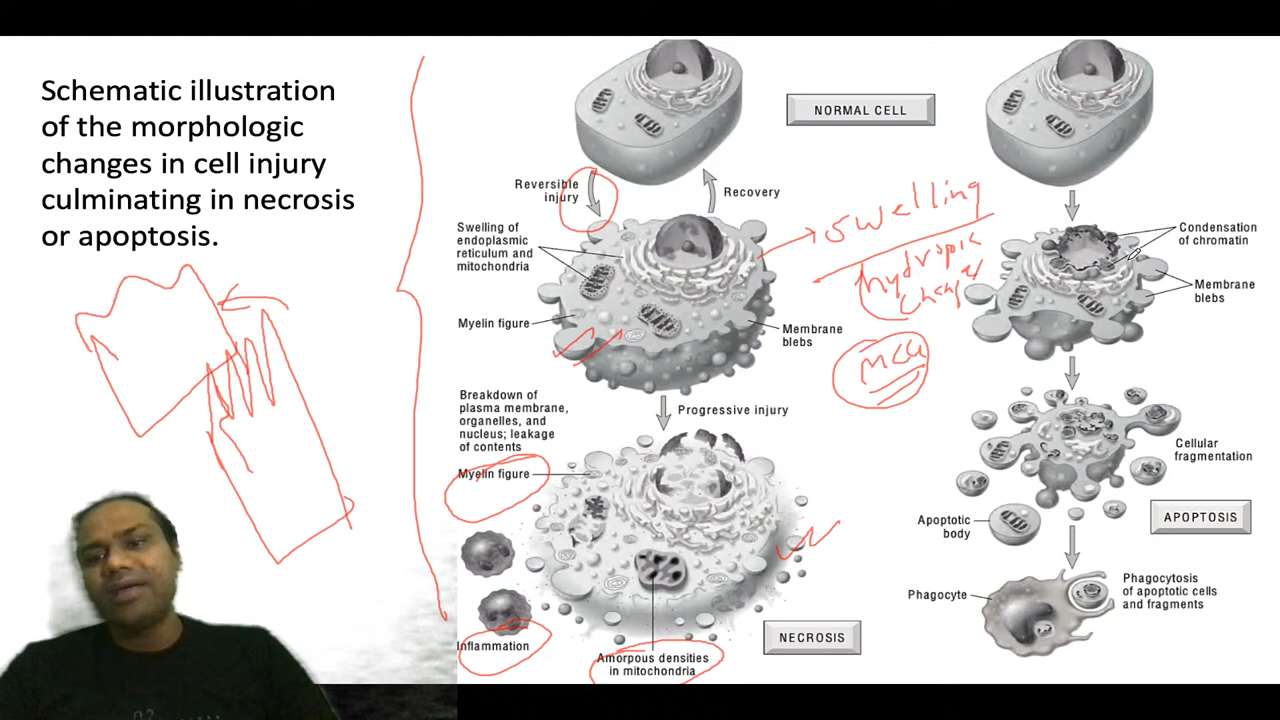 Schematic illustration
of the morphologic
changes in cell injury
culminating in necrosis
or apoptosis.
NORMAL CELL
Reversible
injury
Recovery
Swelling of
endoplasmic
reticulum and
mitochondria
swelling
hydropic
changes
Myelin figure
Membrane
blebs
MCQ
Breakdown of
plasma membrane,
organelles, and
nucleus; leakage
of contents
Progressive injury
Myelin figure
Inflammation
Amorpous densities
in mitochondria
NECROSIS
Condensation
of chromatin
Membrane
blebs
Cellular
fragmentation
Apoptotic
body
APOPTOSIS
Phagocyte
Phagocytosis
of apoptotic cells
and fragments